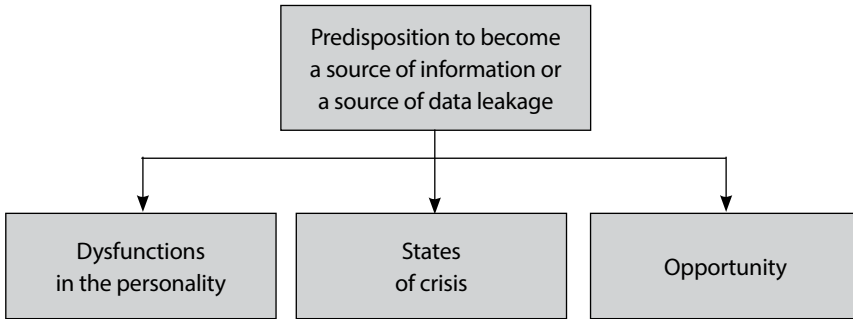 Predisposition to become
a source of information or
a source of data leakage
Dysfunctions
in the personality
States
of crisis
Opportunity